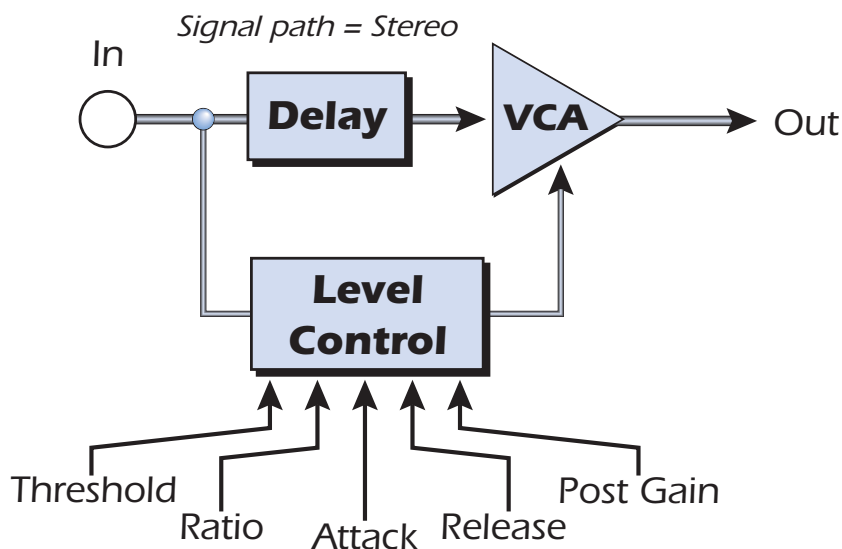 Signal path = Stereo
In
Delay
VCA
Out
Level
Control
Threshold
Ratio
Attack
Release
Post Gain